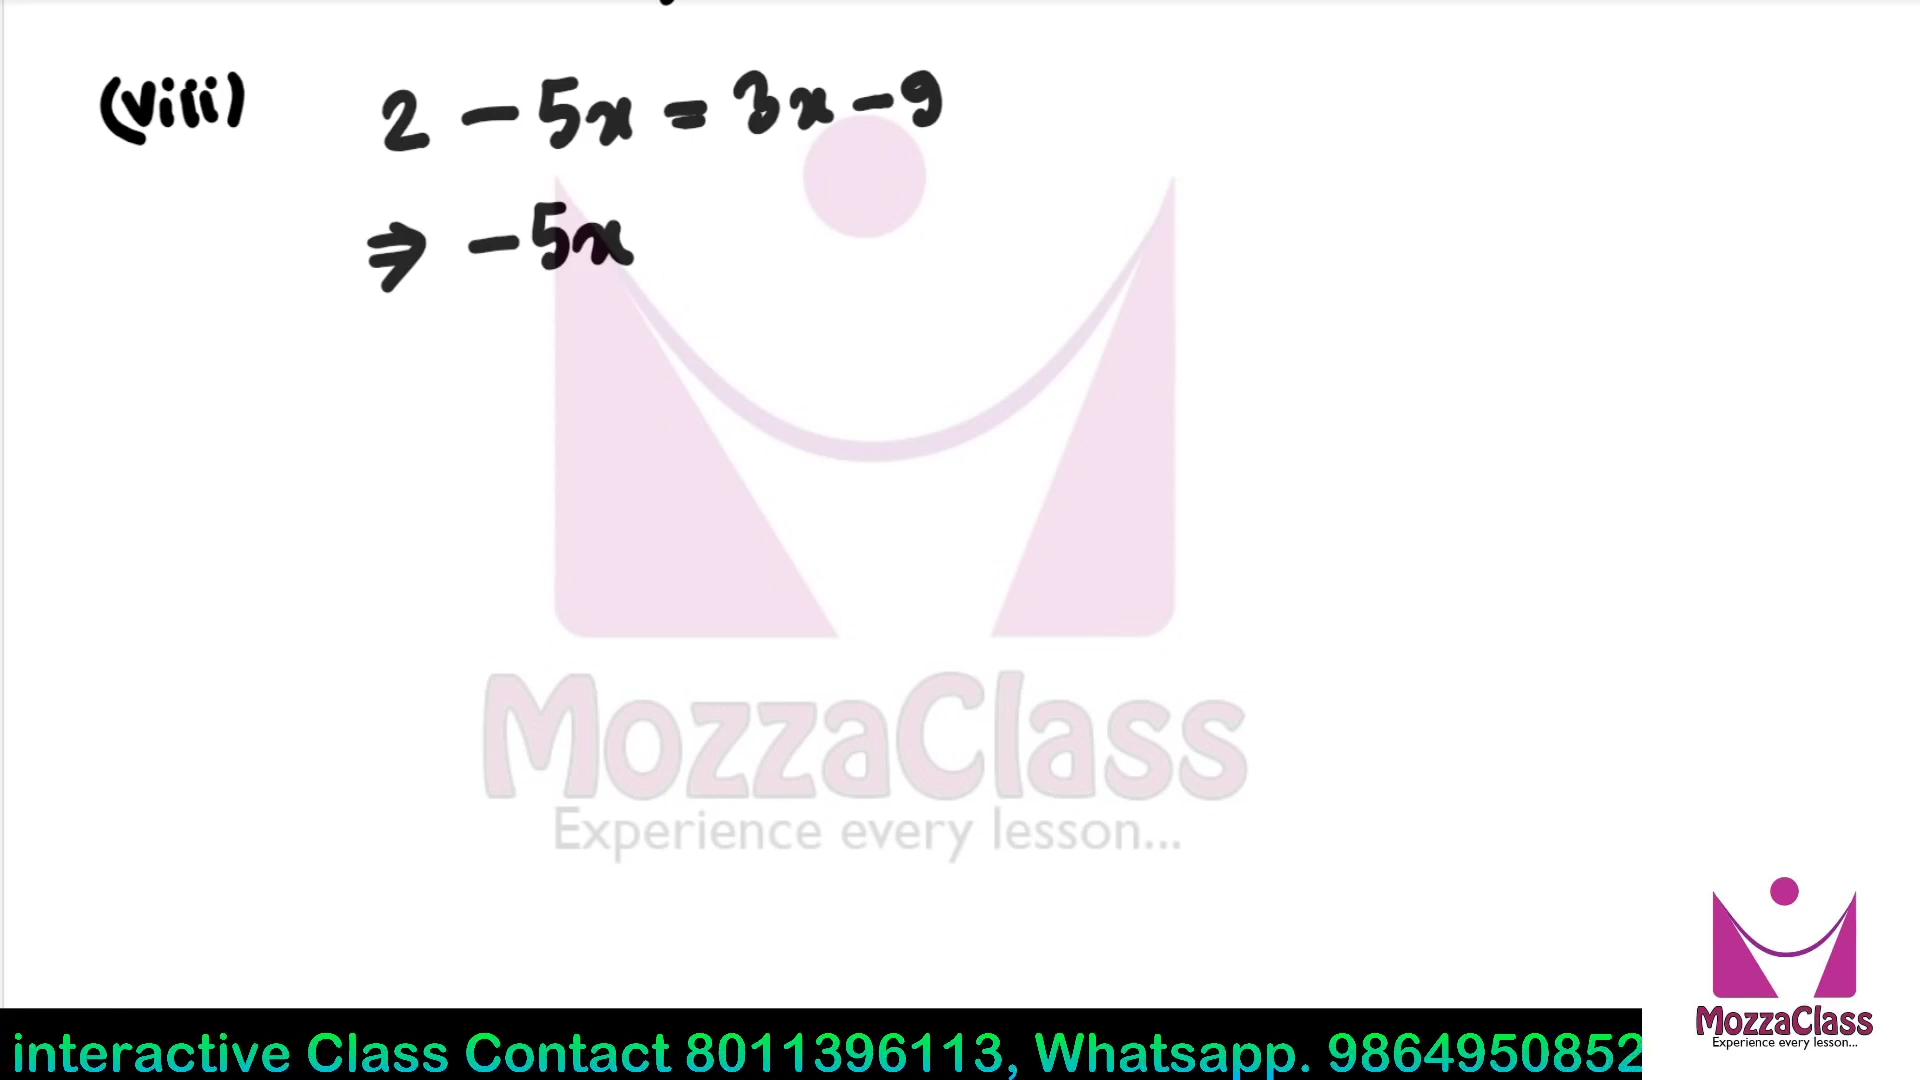 (viii) 2 - 5x = 3x - 9
⇒ - 5x
MozzaClass
Experience every lesson...
MozzaClass
Experience every lesson...
interactive Class Contact 8011396113, Whatsapp. 9864950852